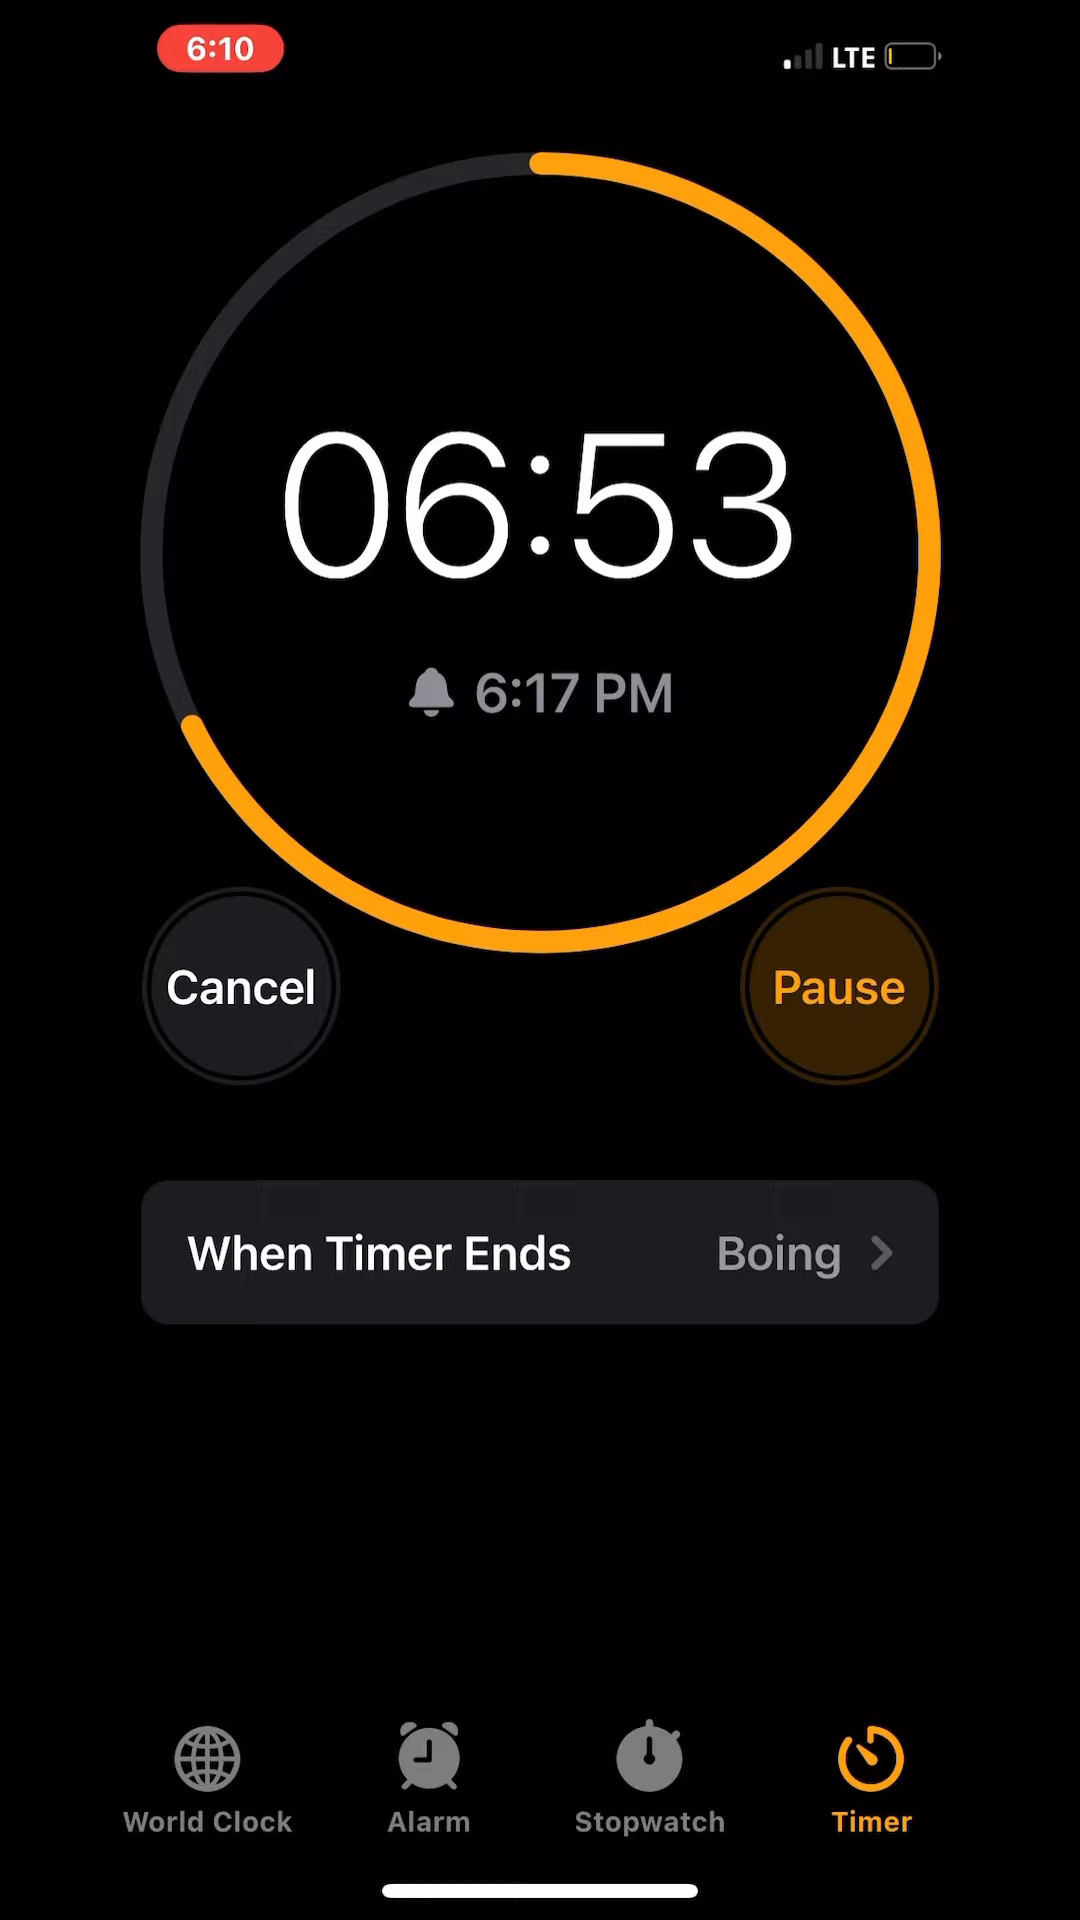 6:10
LTE
06:53
6:17 PM
Cancel
Pause
When Timer Ends
Boing
World Clock
Alarm
Stopwatch
Timer